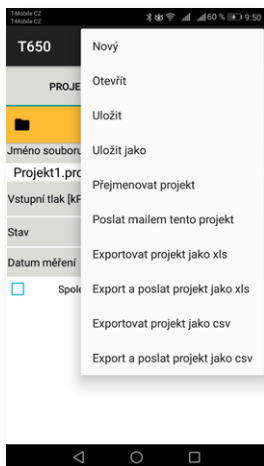 T-Mobile CZ
T-Mobile CZ
60 % 9:50
T650
PROJE
Jméno souboru
Projekt1.pro
Vstupní tlak [kF
Stav
Datum měření
Spole
Nový
Otevřít
Uložit
Uložit jako
Přejmenovat projekt
Poslat mailem tento projekt
Exportovat projekt jako xls
Export a poslat projekt jako xls
Exportovat projekt jako csv
Export a poslat projekt jako csv